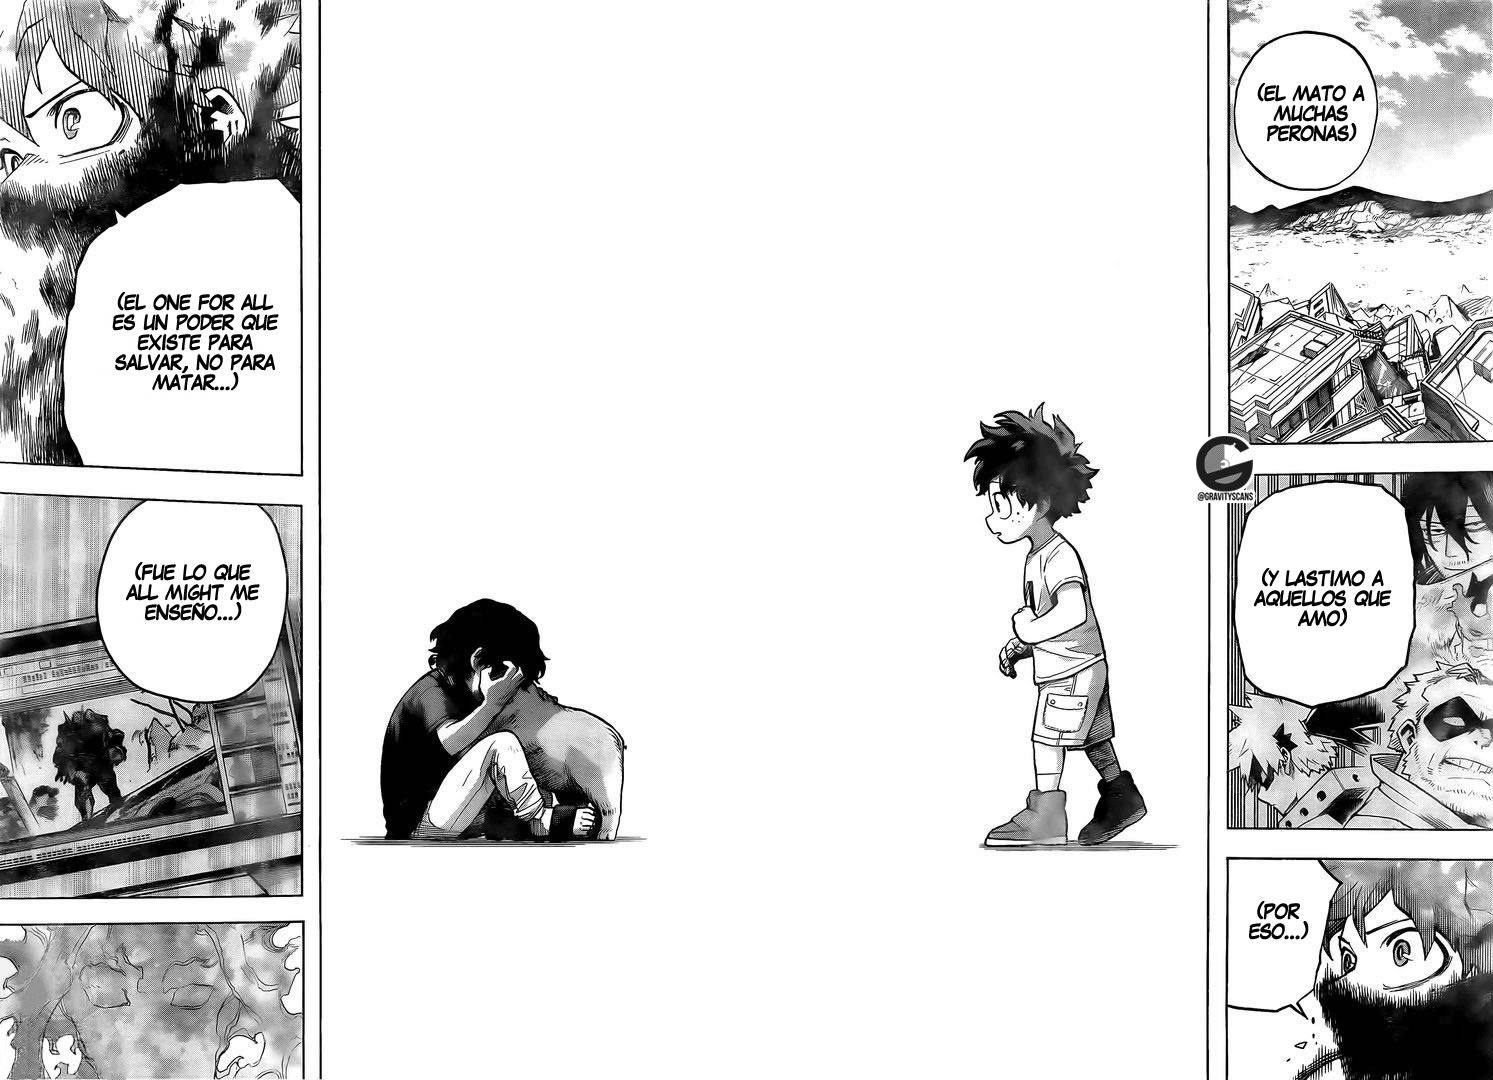 (EL MATO A
MUCHAS
PERONAS)
@GRAVITYSCANS
(Y LASTIMO A
AQUELLOS QUE
AMO)
(POR
ESO...)
(EL ONE FOR ALL
ES UN PODER QUE
EXISTE PARA
SALVAR, NO PARA
MATAR...)
(FUE LO QUE
ALL MIGHT ME
ENSEÑO...)